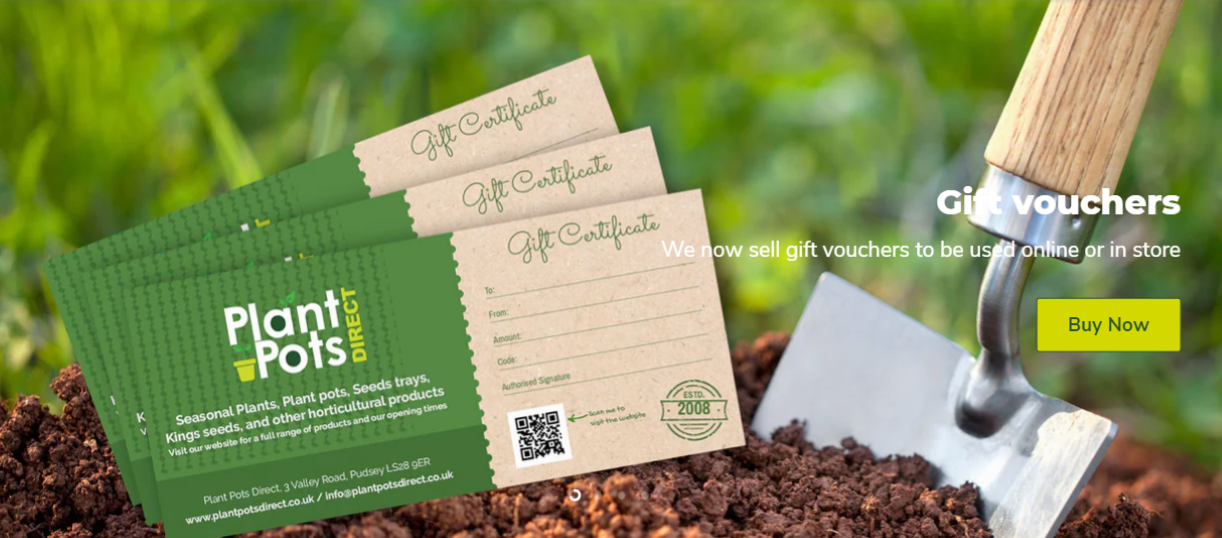 Gift Certificate
Gift Certificate
Gift Certificate
Plant
Pots
DIRECT
Seasonal Plants, Plant pots, Seeds trays,
Kings seeds, and other horticultural products
Visit our website for a full range of products and our opening times
Plant Pots Direct, 3 Valley Road, Pudsey LS28 9ER
www.plantpotsdirect.co.uk / info@plantpotsdirect.co.uk
To:
From:
Amount:
Code:
Authorised Signature
Scan me to
visit the website
ESTD.
2008
Gift vouchers
We now sell gift vouchers to be used online or in store
Buy Now